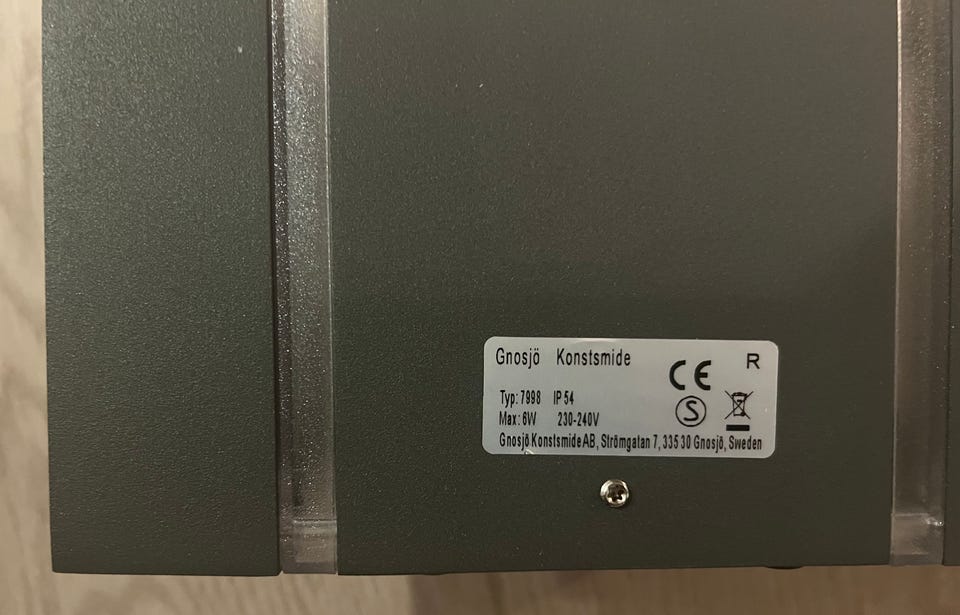 Gnosjö Konstsmide
CE R
Typ: 7998 IP 54
S
Max: 6W 230-240V
Gnosjö Konstsmide AB, Strömgatan 7, 335 30 Gnosjö, Sweden